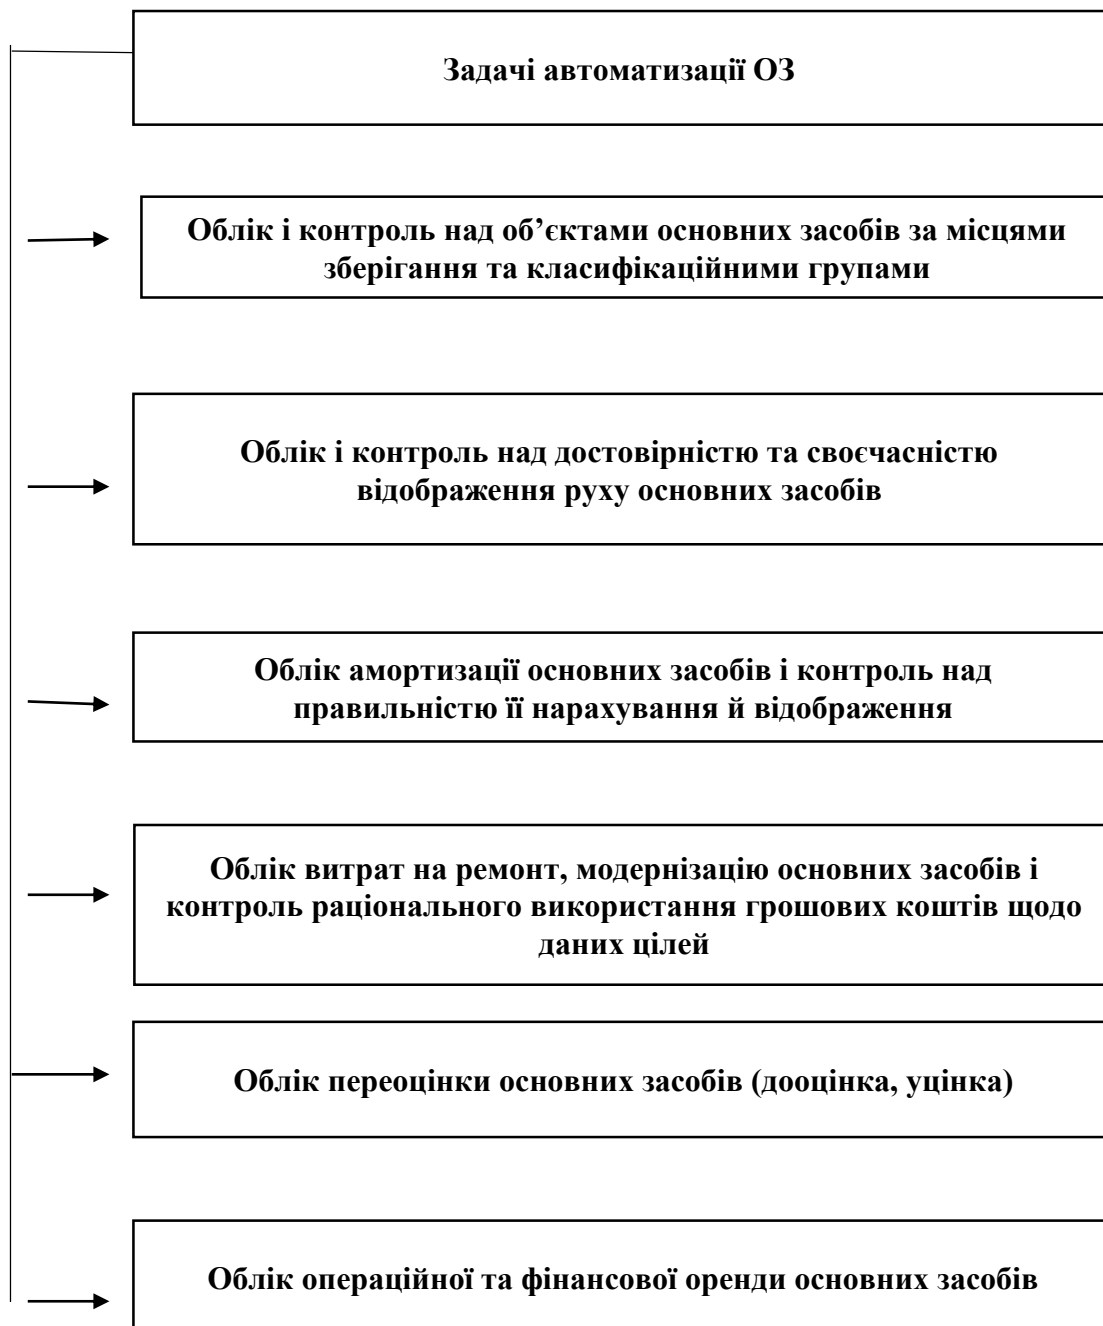 Задачі автоматизації ОЗ
Облік і контроль над об’єктами основних засобів за місцями
зберігання та класифікаційними групами
Облік і контроль над достовірністю та своєчасністю
відображення руху основних засобів
Облік амортизації основних засобів і контроль над
правильністю її нарахування й відображення
Облік витрат на ремонт, модернізацію основних засобів і
контроль раціонального використання грошових коштів щодо
даних цілей
Облік переоцінки основних засобів (дооцінка, уцінка)
Облік операційної та фінансової оренди основних засобів